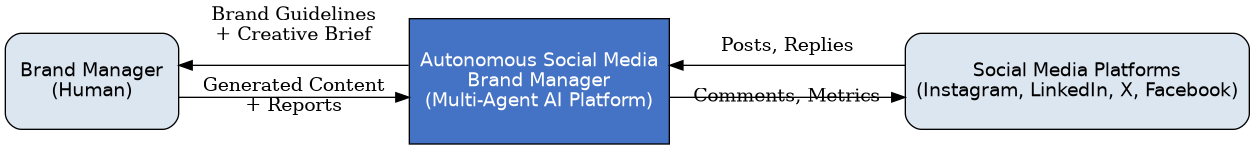 Brand Guidelines
+ Creative Brief
Brand Manager
(Human)
Generated Content
+ Reports
Autonomous Social Media
Brand Manager
(Multi-Agent AI Platform)
Posts, Replies
Comments, Metrics
Social Media Platforms
(Instagram, LinkedIn, X, Facebook)